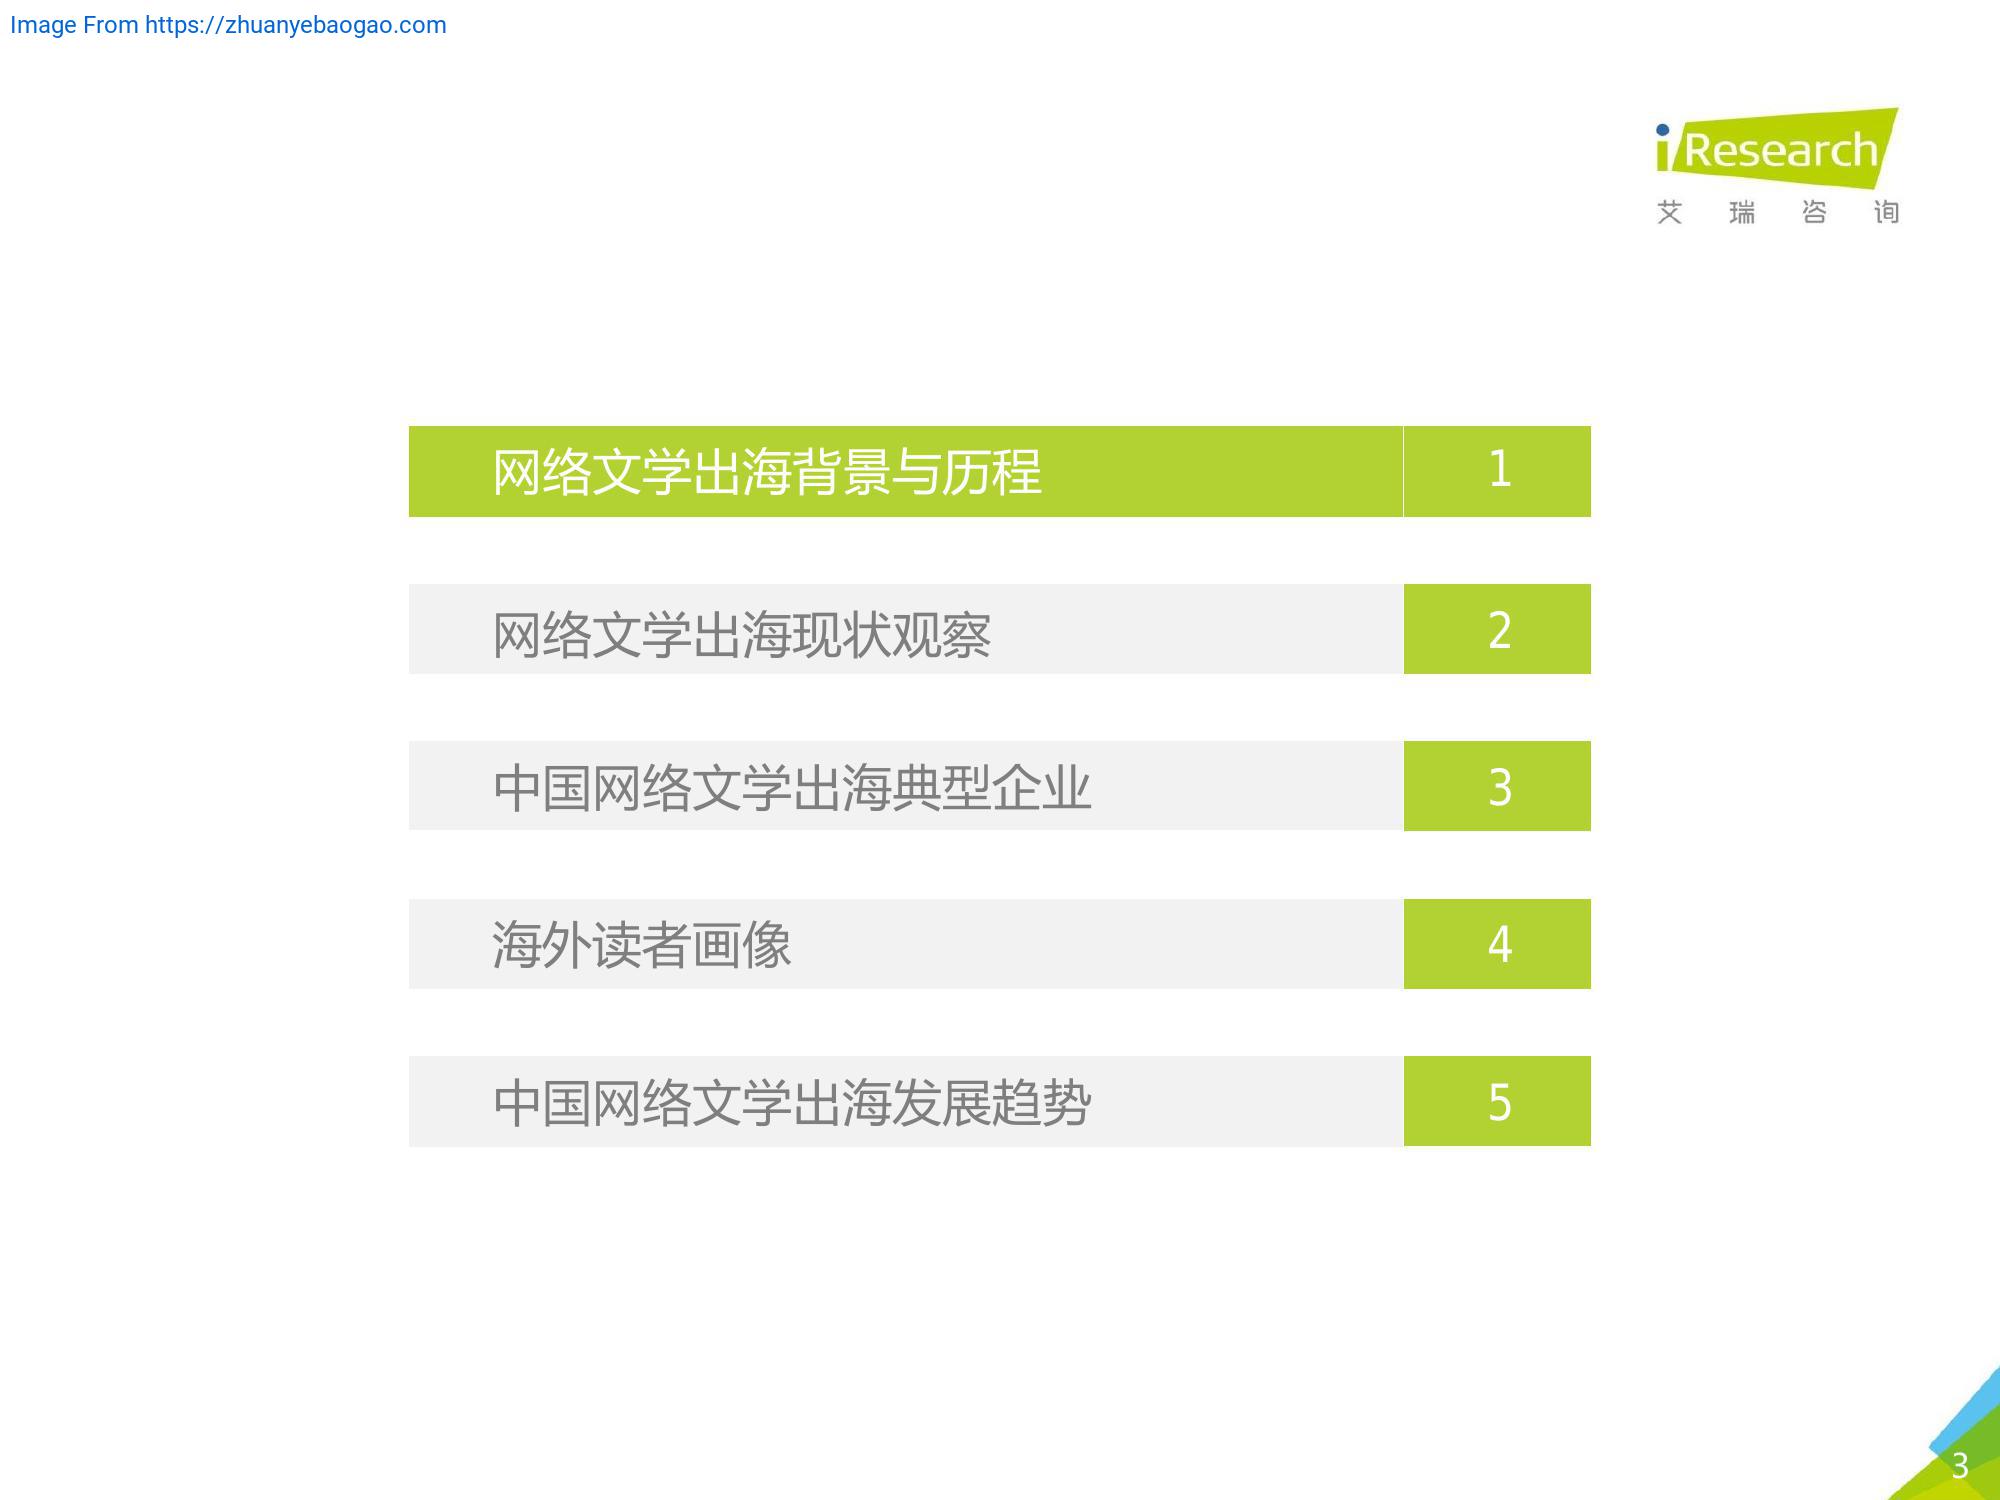 Image From https://zhuanyebaogao.com
iResearch
艾瑞咨询
网络文学出海背景与历程 1
网络文学出海现状观察 2
中国网络文学出海典型企业 3
海外读者画像 4
中国网络文学出海发展趋势 5
3